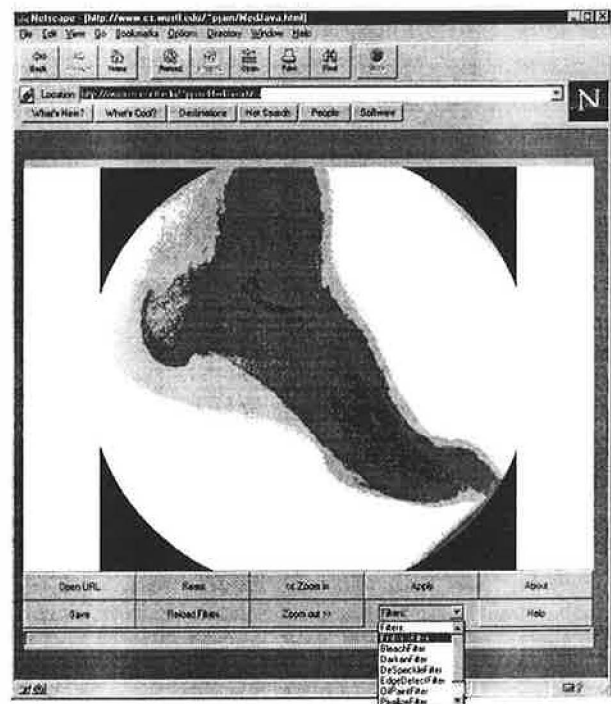 Netscape - [http://www.cs.wustl.edu/~pjain/MedJava.html]
File Edit View Go Bookmarks Options Directory Window Help
Back Home Reload Open Print Find
Location
What's New? What's Cool? Destinations Net Search People Software
N
Open URL << Zoom in Apply About
Save Reload Filters Zoom out >> Filters: Help
Filters
BleachFilter
DarkenFilter
DeSpeckleFilter
EdgeDetectFilter
OilPaintFilter